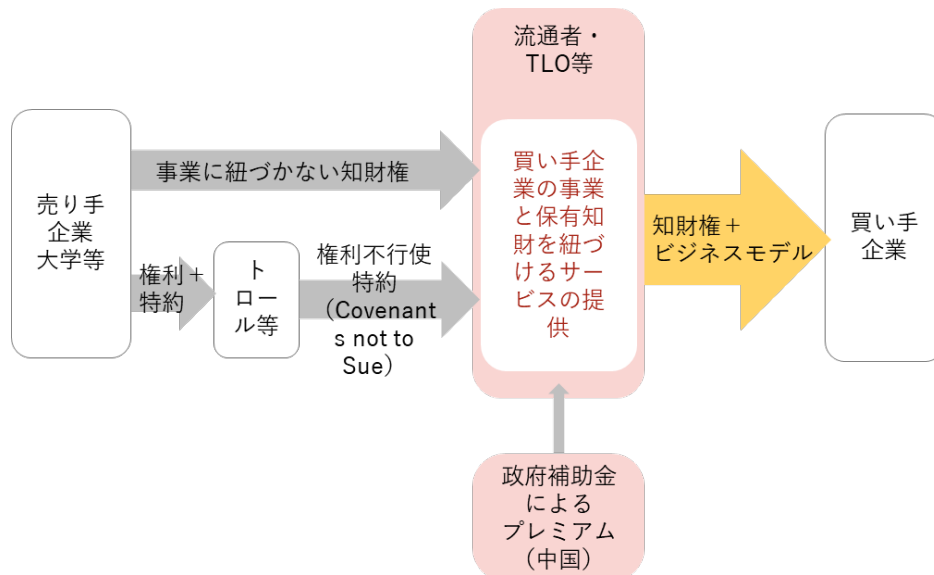 流通者・
TLO等
事業に紐づかない知財権
買い手企
業の事業
と保有知
財を紐づ
けるサー
ビスの提
供
売り手
企業
大学等
権利＋
特約
ト
ロー
ル等
権利不行使
特約
（Covenant
s not to
Sue）
知財権＋
ビジネスモデル
買い手
企業
政府補助金
による
プレミアム
（中国）